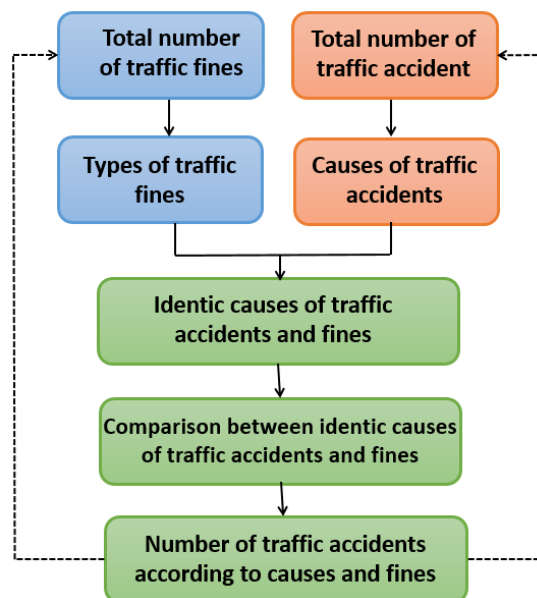 Total number
of traffic fines
Total number of
traffic accident
Types of traffic
fines
Causes of traffic
accidents
Identic causes of traffic
accidents and fines
Comparison between identic causes
of traffic accidents and fines
Number of traffic accidents
according to causes and fines